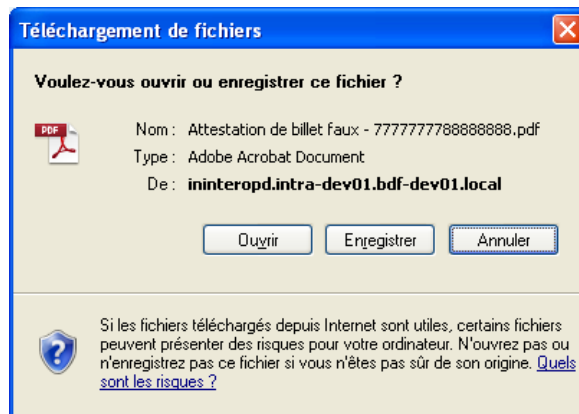 Téléchargement de fichiers
Voulez-vous ouvrir ou enregistrer ce fichier ?
PDF
Nom : Attestation de billet faux - 7777777788888888.pdf
Type : Adobe Acrobat Document
De : ininteropd.intra-dev01.bdf-dev01.local
Ouvrir Enregistrer Annuler
Si les fichiers téléchargés depuis Internet sont utiles, certains fichiers
peuvent présenter des risques pour votre ordinateur. N'ouvrez pas ou
n'enregistrez pas ce fichier si vous n'êtes pas sûr de son origine. Quels
sont les risques ?